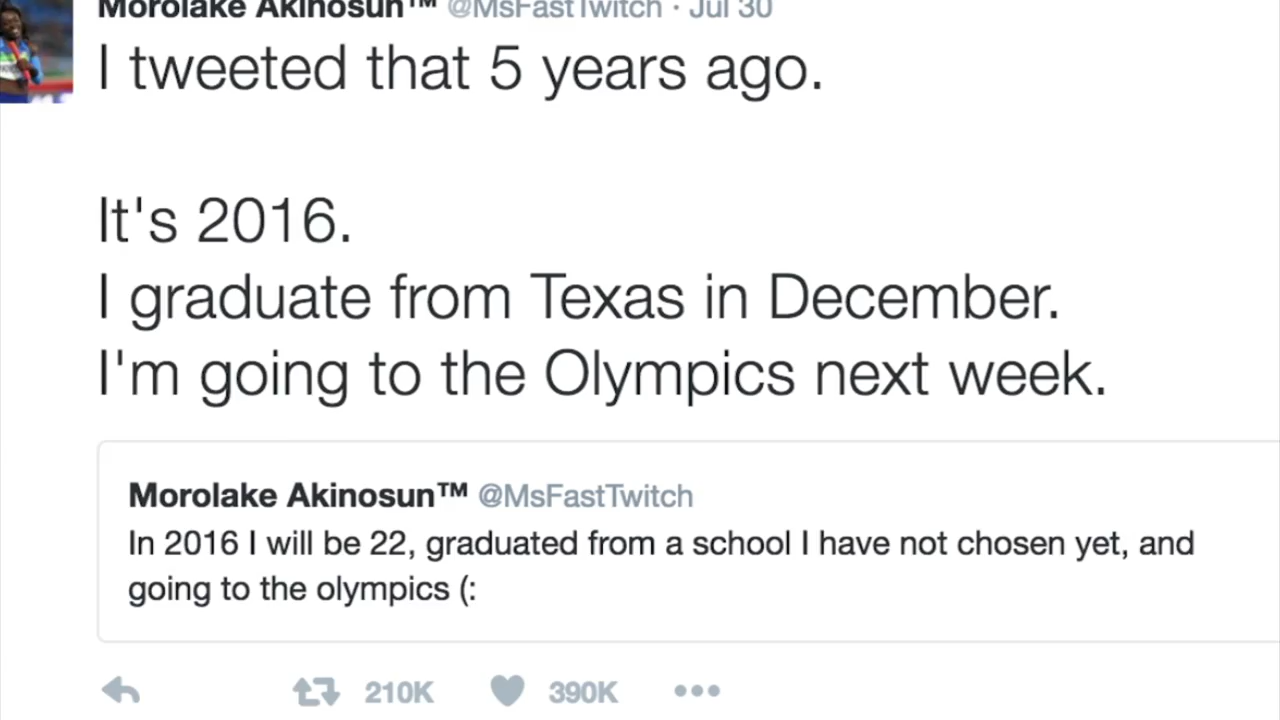 Morolake Akinosun™ @MsFastTwitch · Jul 30
I tweeted that 5 years ago.
It's 2016.
I graduate from Texas in December.
I'm going to the Olympics next week.
Morolake Akinosun™ @MsFastTwitch
In 2016 I will be 22, graduated from a school I have not chosen yet, and
going to the olympics (:
210K 390K